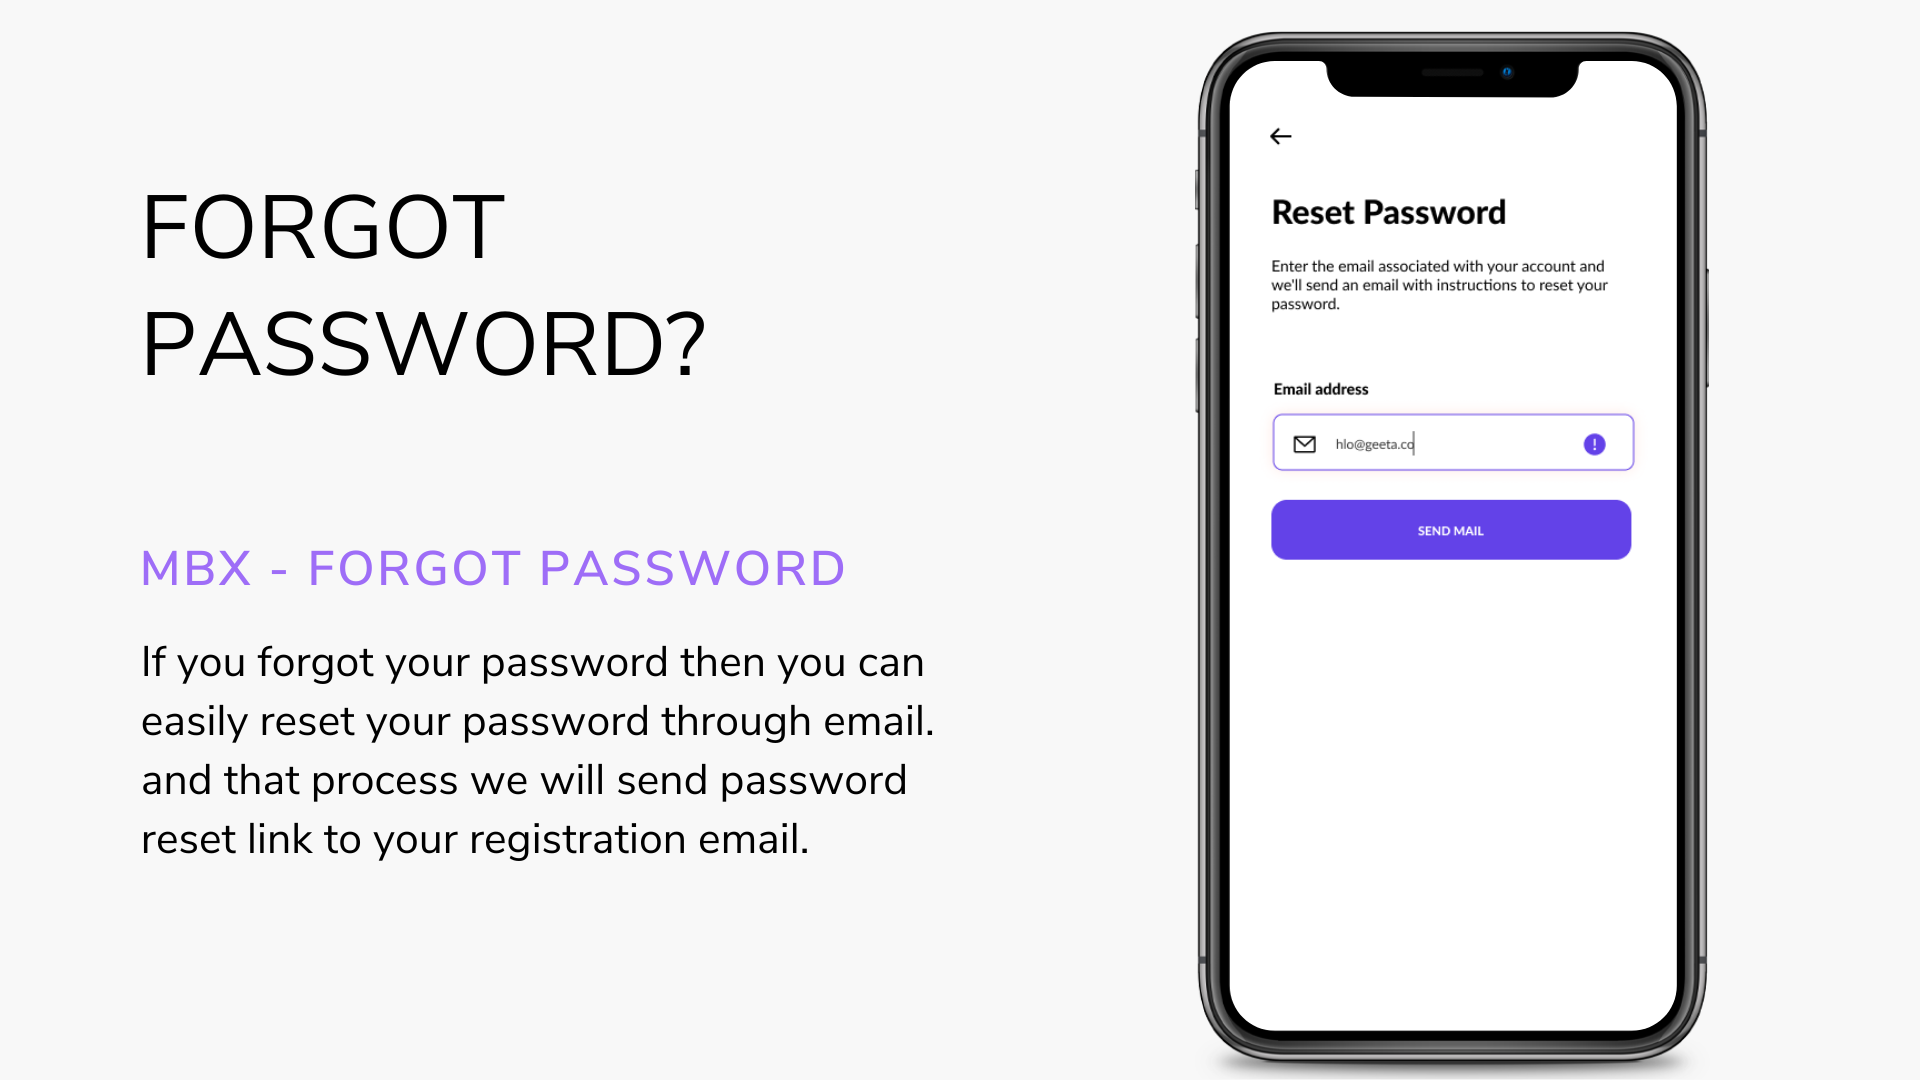 FORGOT
PASSWORD?
MBX - FORGOT PASSWORD
If you forgot your password then you can
easily reset your password through email.
and that process we will send password
reset link to your registration email.
Reset Password
Enter the email associated with your account and
we'll send an email with instructions to reset your
password.
Email address
hlo@geeta.co
SEND MAIL